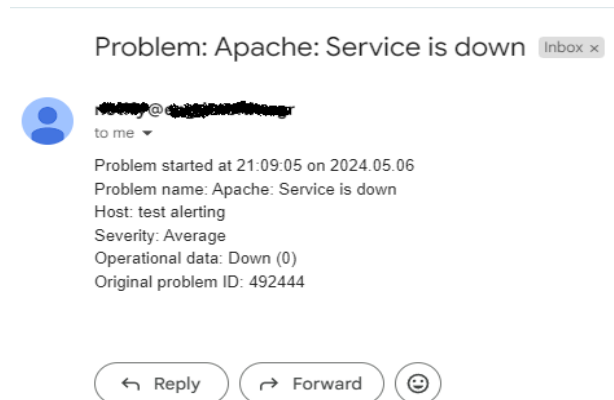 Problem: Apache: Service is down Inbox ×
to me
Problem started at 21:09:05 on 2024.05.06
Problem name: Apache: Service is down
Host: test alerting
Severity: Average
Operational data: Down (0)
Original problem ID: 492444
Reply Forward